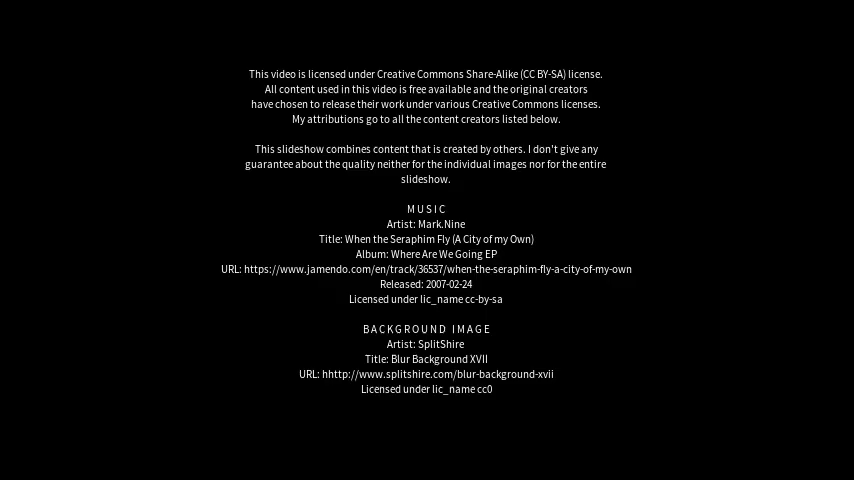 This video is licensed under Creative Commons Share-Alike (CC BY-SA) license.
All content used in this video is free available and the original creators
have chosen to release their work under various Creative Commons licenses.
My attributions go to all the content creators listed below.
This slideshow combines content that is created by others. I don't give any
guarantee about the quality neither for the individual images nor for the entire
slideshow.
MUSIC
Artist: Mark.Nine
Title: When the Seraphim Fly (A City of my Own)
Album: Where Are We Going EP
URL: https://www.jamendo.com/en/track/36537/when-the-seraphim-fly-a-city-of-my-own
Released: 2007-02-24
Licensed under lic_name cc-by-sa
BACKGROUND IMAGE
Artist: SplitShire
Title: Blur Background XVII
URL: hhttp://www.splitshire.com/blur-background-xvii
Licensed under lic_name cc0